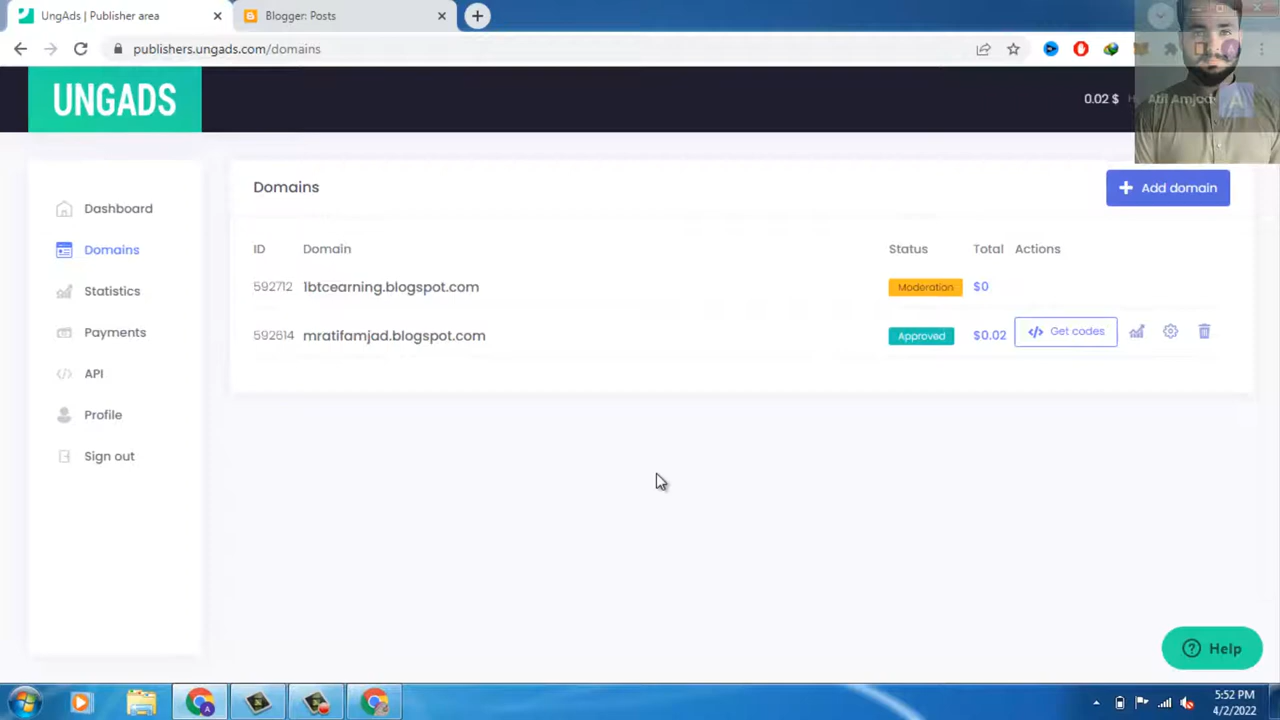 UngAds | Publisher area
Blogger: Posts
publishers.ungads.com/domains
UNGADS
0.02 $
Atif Amjad
A
Dashboard
Domains
Statistics
Payments
API
Profile
Sign out
Domains
Add domain
ID Domain Status Total Actions
592712 1btcearning.blogspot.com Moderation $0
592614 mratifamjad.blogspot.com Approved $0.02 Get codes
Help
5:52 PM
4/2/2022